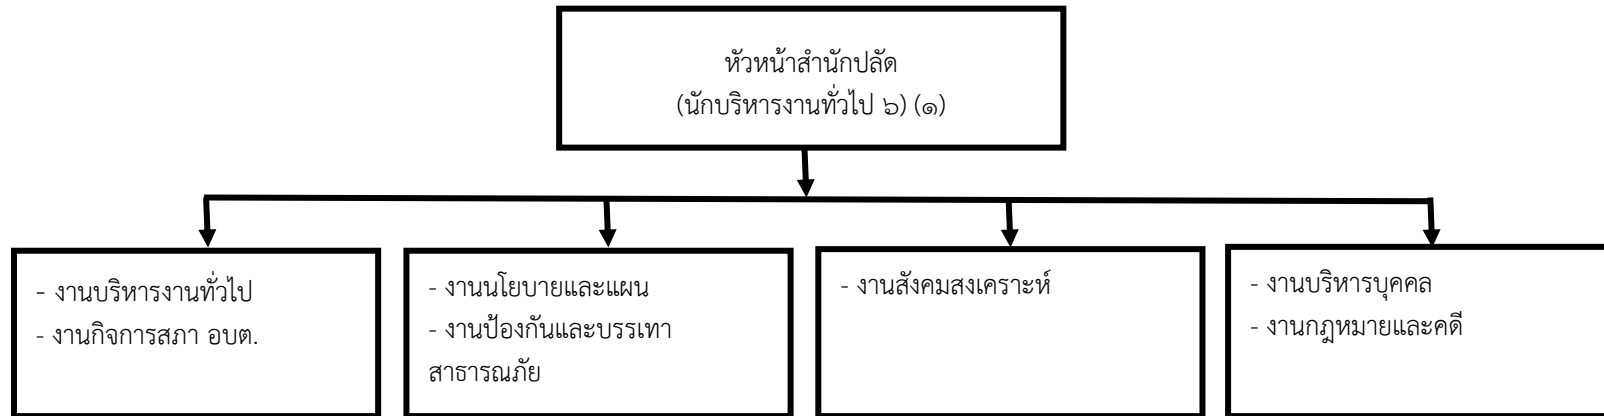 หัวหน้าสำนักปลัด
(นักบริหารงานทั่วไป ๖) (๑)
- งานบริหารงานทั่วไป
- งานกิจการสภา อบต.
- งานนโยบายและแผน
- งานป้องกันและบรรเทา
สาธารณภัย
- งานสังคมสงเคราะห์
- งานบริหารบุคคล
- งานกฎหมายและคดี